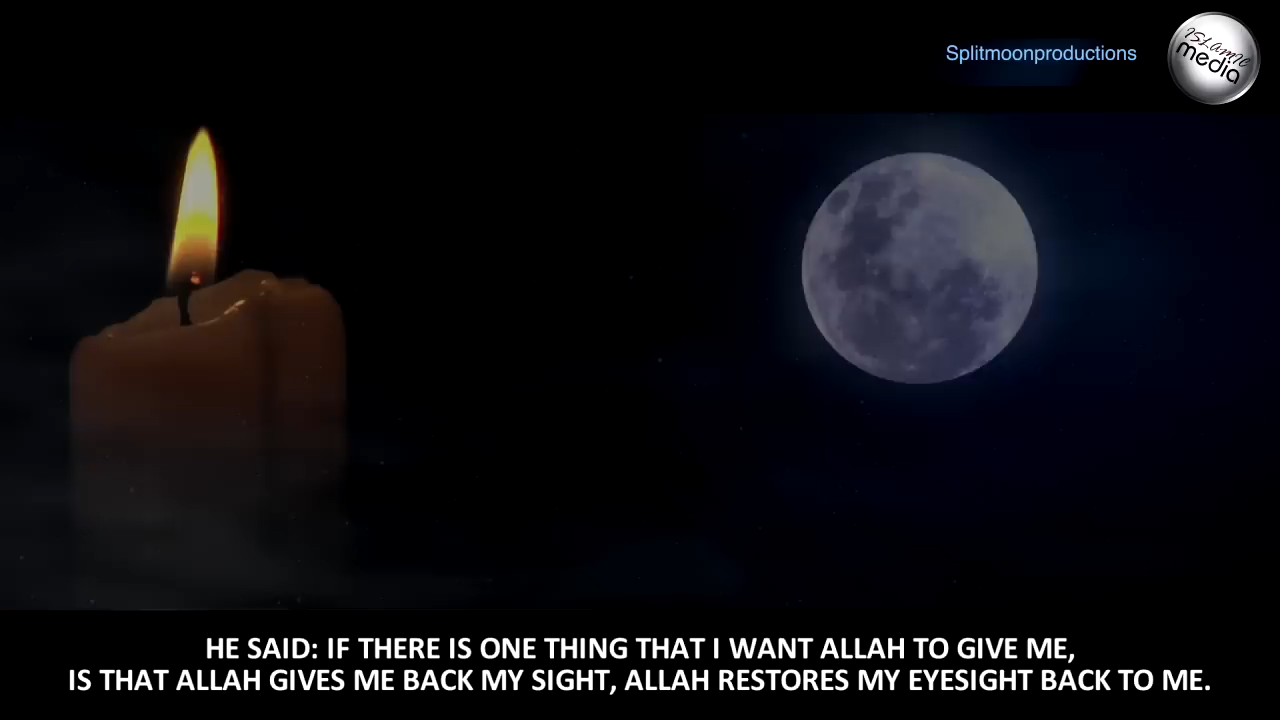 Splitmoonproductions
ISLAMIC
media
HE SAID: IF THERE IS ONE THING THAT I WANT ALLAH TO GIVE ME,
IS THAT ALLAH GIVES ME BACK MY SIGHT, ALLAH RESTORES MY EYESIGHT BACK TO ME.